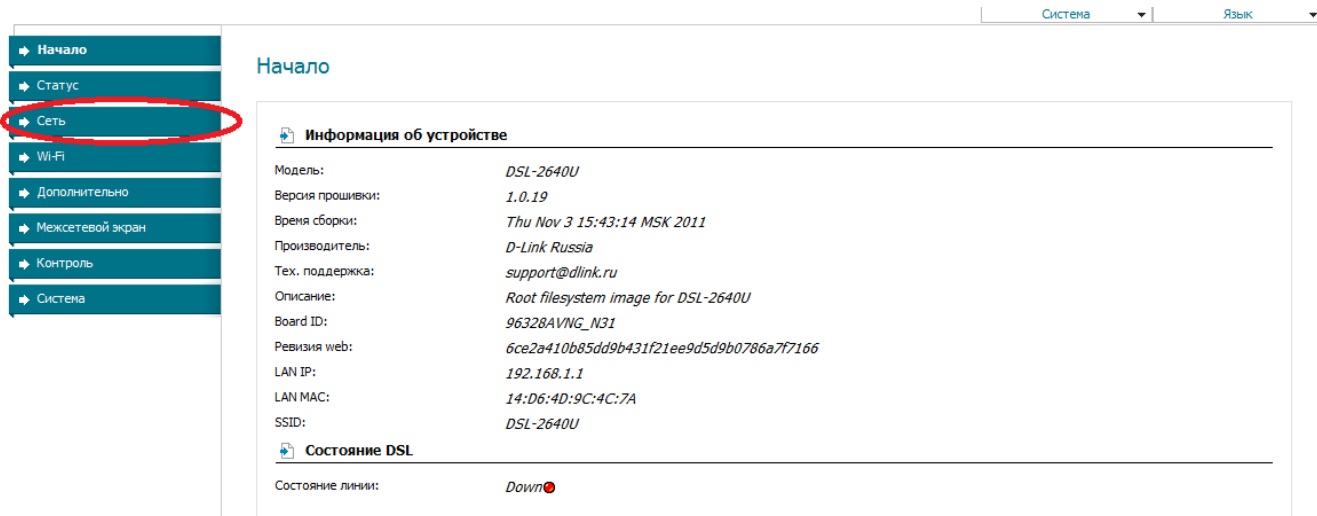 Система
Язык
Начало
Статус
Сеть
Wi-Fi
Дополнительно
Межсетевой экран
Контроль
Система
Начало
Информация об устройстве
Модель: DSL-2640U
Версия прошивки: 1.0.19
Время сборки: Thu Nov 3 15:43:14 MSK 2011
Производитель: D-Link Russia
Тех. поддержка: support@dlink.ru
Описание: Root filesystem image for DSL-2640U
Board ID: 96328AVNG_N31
Ревизия web: 6ce2a410b85dd9b431f21ee9d5d9b0786a7f7166
LAN IP: 192.168.1.1
LAN MAC: 14:D6:4D:9C:4C:7A
SSID: DSL-2640U
Состояние DSL
Состояние линии: Down